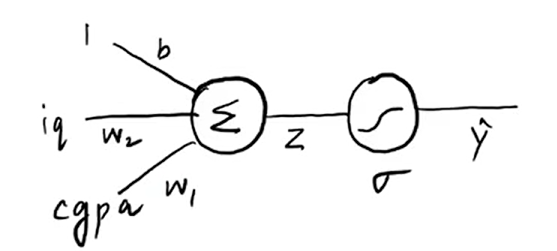 1 b
iq w₂ Σ z ŷ
cgpa w₁ σ